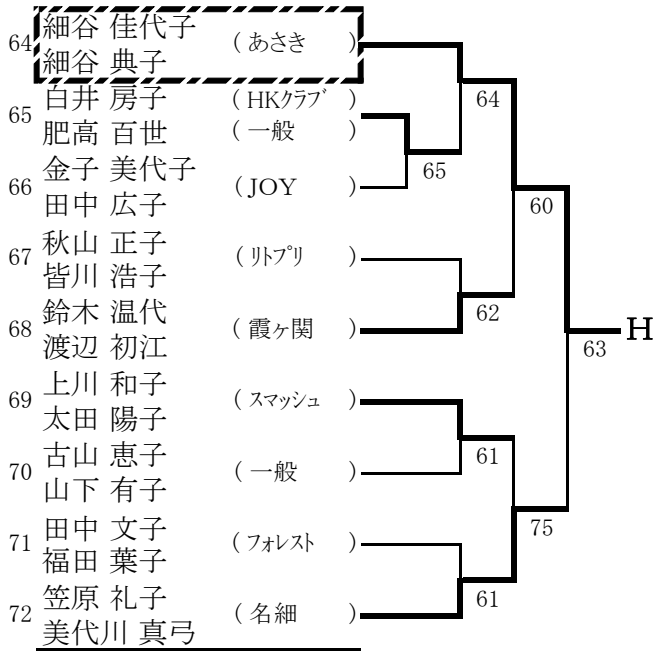 64 細谷 佳代子 (あさき)
細谷 典子
65 白井 房子 (HKクラブ)
肥高 百世 (一般)
66 金子 美代子 (JOY)
田中 広子
67 秋山 正子 (リトプリ)
皆川 浩子
68 鈴木 温代 (霞ヶ関)
渡辺 初江
69 上川 和子 (スマッシュ)
太田 陽子
70 古山 恵子 (一般)
山下 有子
71 田中 文子 (フォレスト)
福田 葉子
72 笠原 礼子 (名細)
美代川 真弓
64
65
60
62
63 H
61
75
61